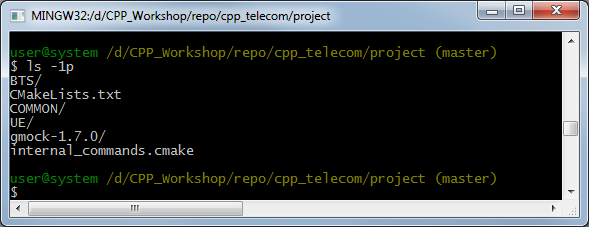 MINGW32:/d/CPP_Workshop/repo/cpp_telecom/project
user@system /d/CPP_Workshop/repo/cpp_telecom/project (master)
$ ls -1p
BTS/
CMakeLists.txt
COMMON/
UE/
gmock-1.7.0/
internal_commands.cmake
user@system /d/CPP_Workshop/repo/cpp_telecom/project (master)
$